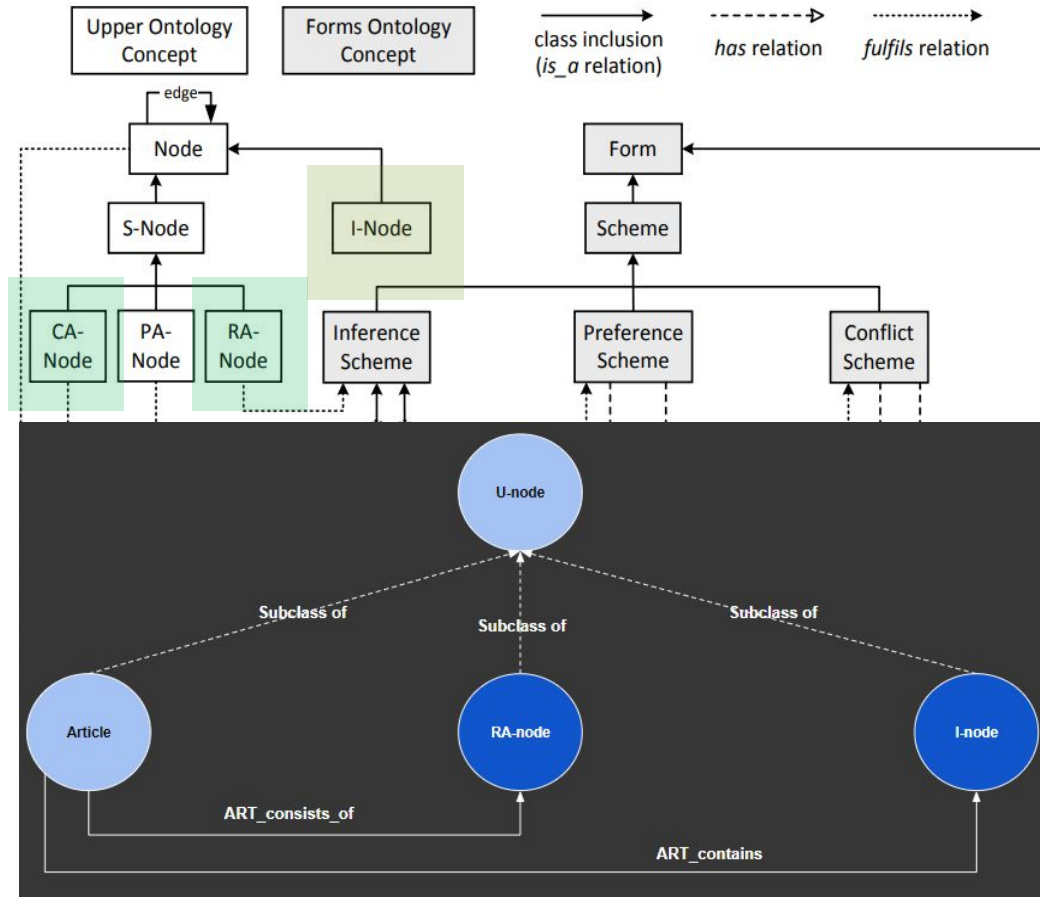 Upper Ontology
Concept
Forms Ontology
Concept
class inclusion
(is_a relation)
has relation
fulfils relation
edge
Node
Form
S-Node
I-Node
Scheme
CA-
Node
PA-
Node
RA-
Node
Inference
Scheme
Preference
Scheme
Conflict
Scheme
U-node
Subclass of
Subclass of
Subclass of
Article
RA-node
I-node
ART_consists_of
ART_contains